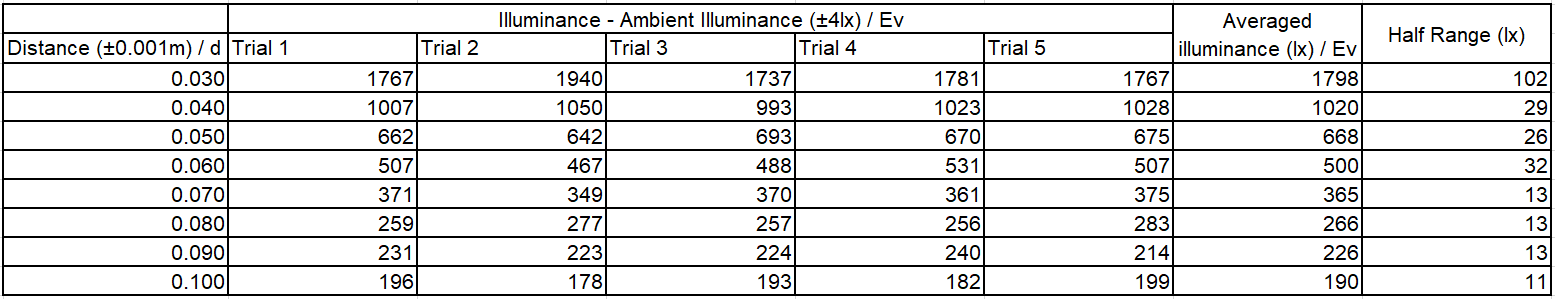 Illuminance - Ambient Illuminance (±4lx) / Ev Averaged illuminance (lx) / Ev Half Range (lx)
Distance (±0.001m) / d Trial 1 Trial 2 Trial 3 Trial 4 Trial 5
0.030 1767 1940 1737 1781 1767 1798 102
0.040 1007 1050 993 1023 1028 1020 29
0.050 662 642 693 670 675 668 26
0.060 507 467 488 531 507 500 32
0.070 371 349 370 361 375 365 13
0.080 259 277 257 256 283 266 13
0.090 231 223 224 240 214 226 13
0.100 196 178 193 182 199 190 11